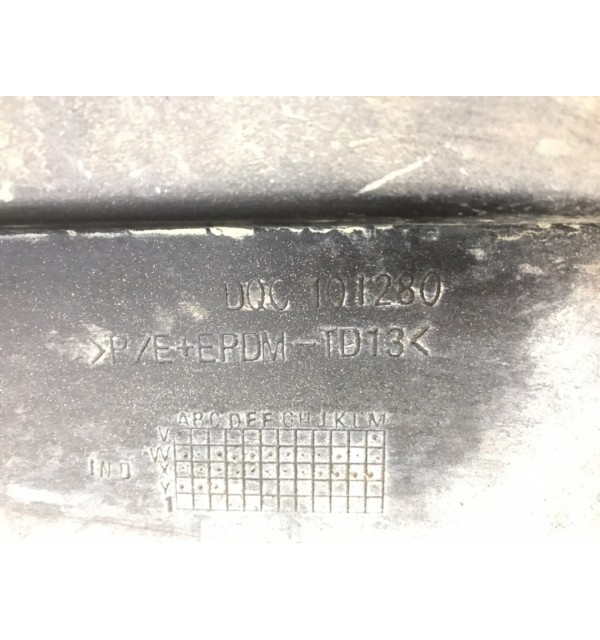 DQC 101280
>P/E+EPDM-TD13<
ABCDEFGHJKLM
V
W
IND
Y
1